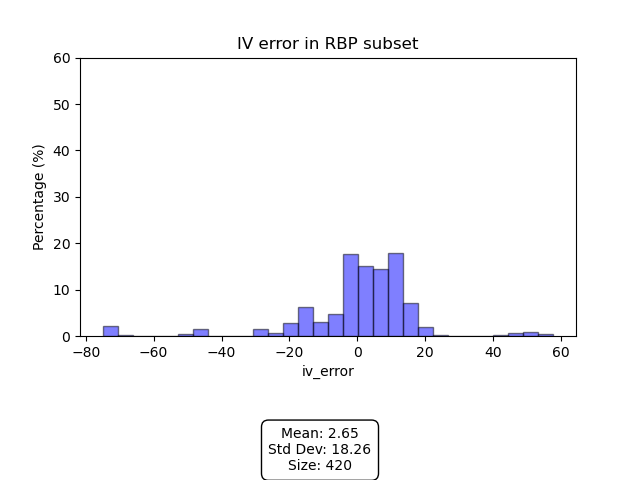 IV error in RBP subset
60
50
40
30
20
10
0
Percentage (%)
−80 −60 −40 −20 0 20 40 60
iv_error
Mean: 2.65
Std Dev: 18.26
Size: 420